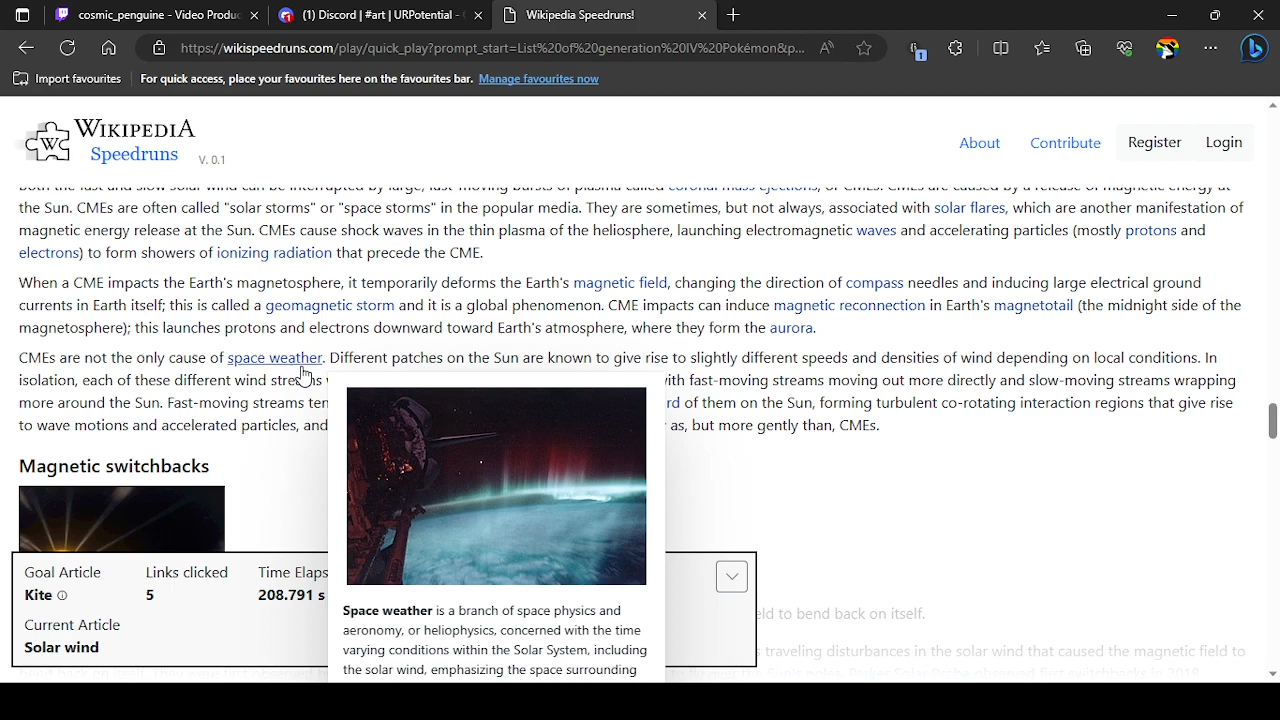 cosmic_penguine - Video Produc
(1) Discord | #art | URPotential -
Wikipedia Speedruns!
https://wikispeedruns.com/play/quick_play?prompt_start=List%20of%20generation%20IV%20Pokémon&p...
1
Import favourites
For quick access, place your favourites here on the favourites bar. Manage favourites now
W
WIKIPEDIA
Speedruns
V. 0.1
About
Contribute
Register
Login
both the fast and slow solar wind can be interrupted by large, fast-moving bursts of plasma called coronal mass ejections, or CMEs. CMEs are caused by a release of magnetic energy at
the Sun. CMEs are often called "solar storms" or "space storms" in the popular media. They are sometimes, but not always, associated with solar flares, which are another manifestation of
magnetic energy release at the Sun. CMEs cause shock waves in the thin plasma of the heliosphere, launching electromagnetic waves and accelerating particles (mostly protons and
electrons) to form showers of ionizing radiation that precede the CME.
When a CME impacts the Earth's magnetosphere, it temporarily deforms the Earth's magnetic field, changing the direction of compass needles and inducing large electrical ground
currents in Earth itself; this is called a geomagnetic storm and it is a global phenomenon. CME impacts can induce magnetic reconnection in Earth's magnetotail (the midnight side of the
magnetosphere); this launches protons and electrons downward toward Earth's atmosphere, where they form the aurora.
CMEs are not the only cause of space weather. Different patches on the Sun are known to give rise to slightly different speeds and densities of wind depending on local conditions. In
isolation, each of these different wind streams with fast-moving streams moving out more directly and slow-moving streams wrapping
more around the Sun. Fast-moving streams ten rd of them on the Sun, forming turbulent co-rotating interaction regions that give rise
to wave motions and accelerated particles, and as, but more gently than, CMEs.
Magnetic switchbacks
Goal Article
Kite
Links clicked
5
Time Elaps
208.791 s
Current Article
Solar wind
Space weather is a branch of space physics and
aeronomy, or heliophysics, concerned with the time
varying conditions within the Solar System, including
the solar wind, emphasizing the space surrounding
eld to bend back on itself.
traveling disturbances in the solar wind that caused the magnetic field to